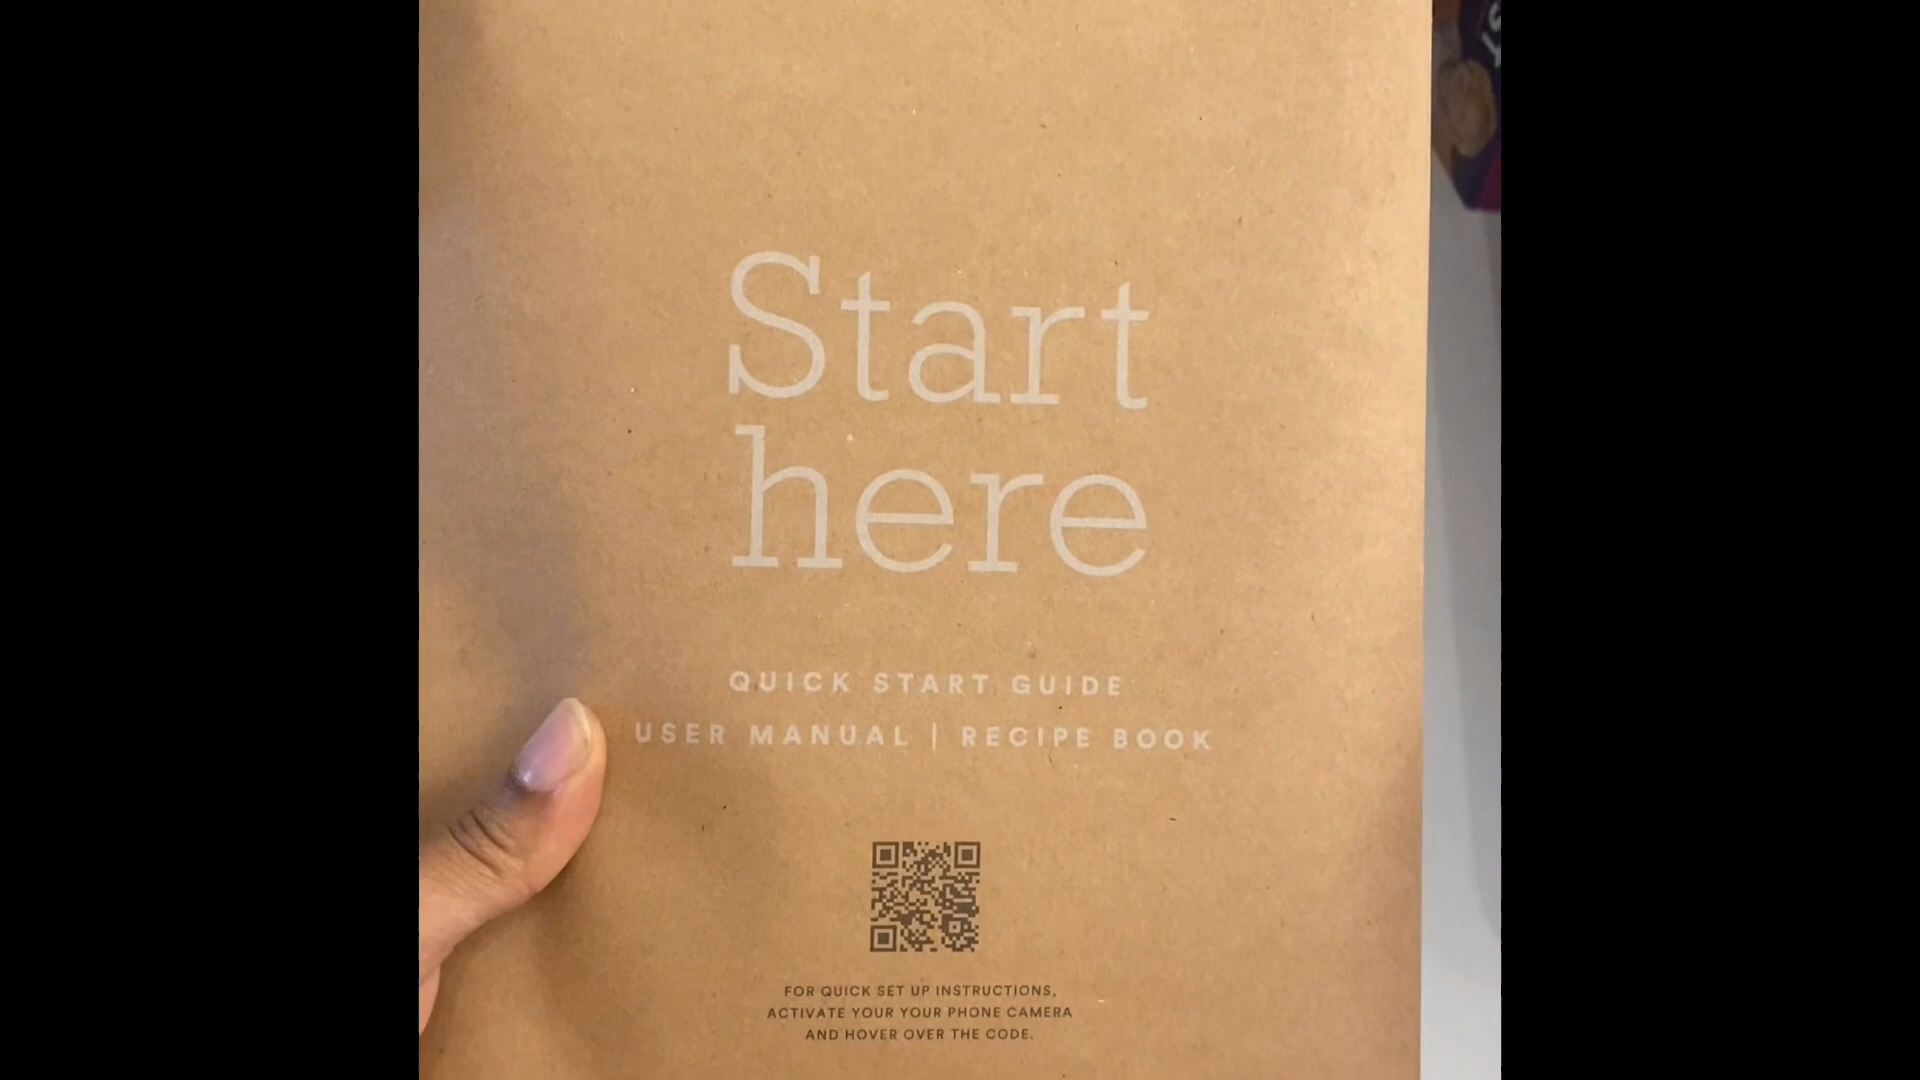 Start
here
QUICK START GUIDE
USER MANUAL | RECIPE BOOK
FOR QUICK SET UP INSTRUCTIONS,
ACTIVATE YOUR YOUR PHONE CAMERA
AND HOVER OVER THE CODE.